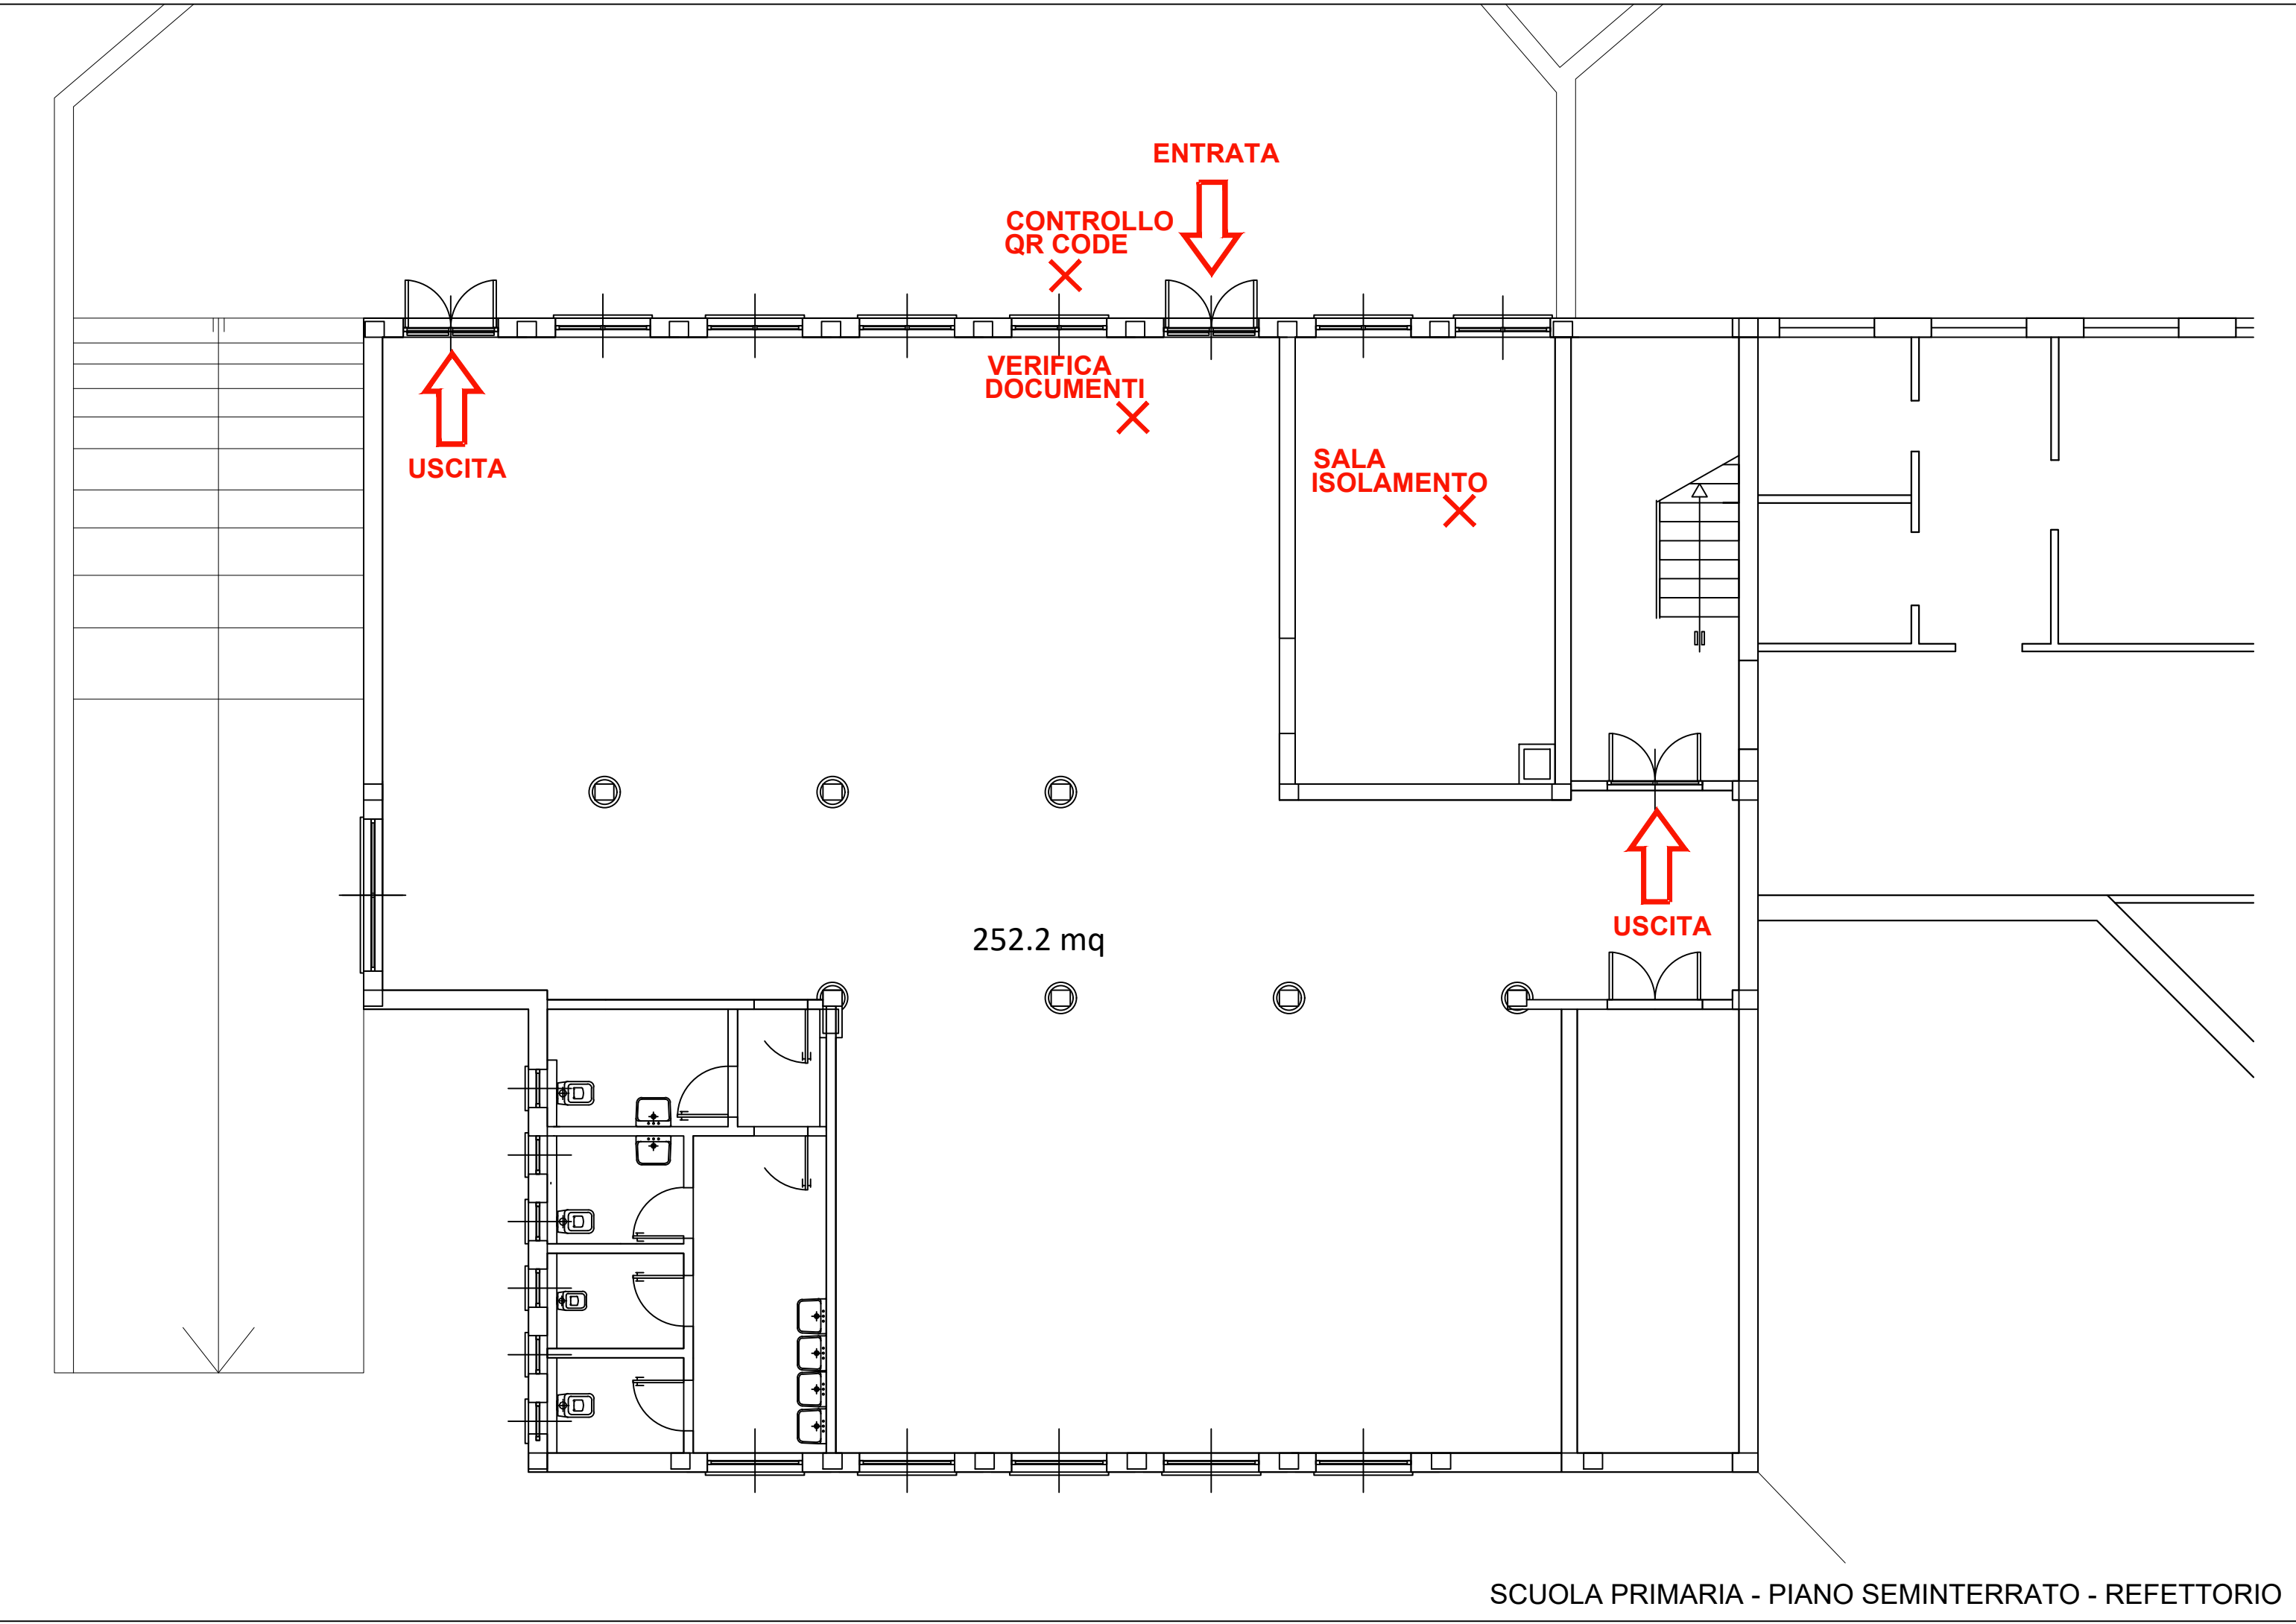 ENTRATA
CONTROLLO
QR CODE
VERIFICA
DOCUMENTI
USCITA
SALA
ISOLAMENTO
USCITA
252.2 mq
SCUOLA PRIMARIA - PIANO SEMINTERRATO - REFETTORIO